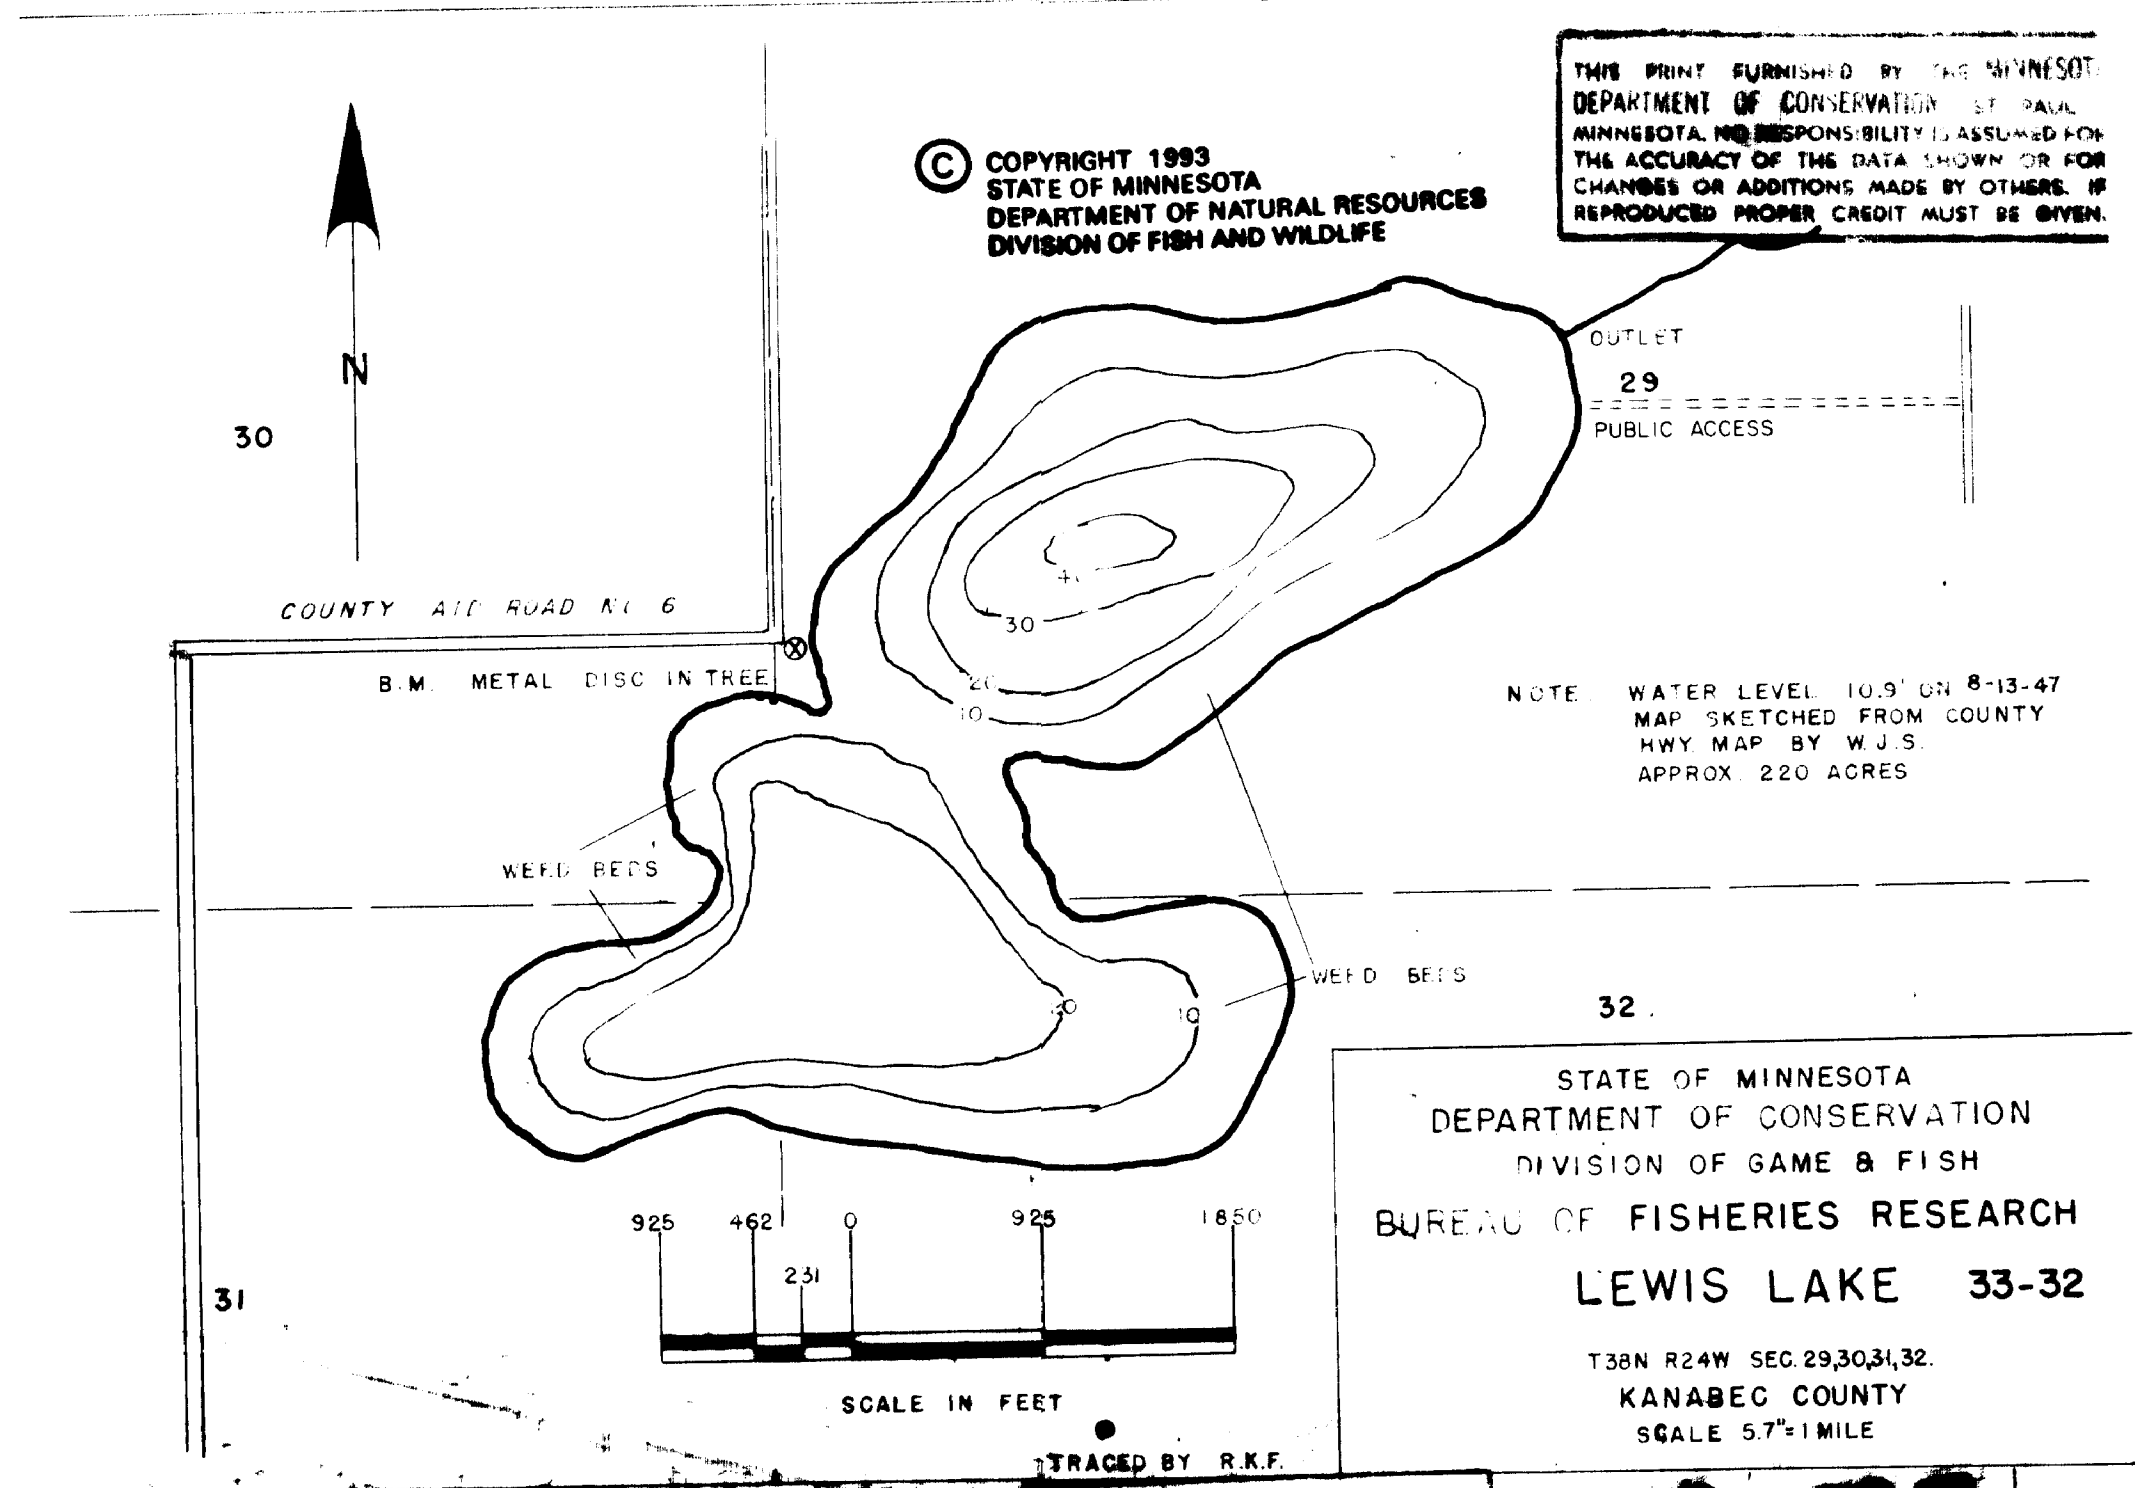 THIS PRINT FURNISHED BY THE MINNESOTA
DEPARTMENT OF CONSERVATION ST PAUL
MINNESOTA. NO RESPONSIBILITY IS ASSUMED FOR
THE ACCURACY OF THE DATA SHOWN OR FOR
CHANGES OR ADDITIONS MADE BY OTHERS. IF
REPRODUCED PROPER CREDIT MUST BE GIVEN.
© COPYRIGHT 1993
STATE OF MINNESOTA
DEPARTMENT OF NATURAL RESOURCES
DIVISION OF FISH AND WILDLIFE
N
30
OUTLET
29
PUBLIC ACCESS
COUNTY AID ROAD NO 6
B.M. METAL DISC IN TREE
30
20
10
NOTE WATER LEVEL 10.9' ON 8-13-47
MAP SKETCHED FROM COUNTY
HWY. MAP BY W.J.S.
APPROX. 220 ACRES
WEED BEDS
WEED BEDS
20
10
32
31
925 462 0 925 1850
231
SCALE IN FEET
TRACED BY R.K.F.
STATE OF MINNESOTA
DEPARTMENT OF CONSERVATION
DIVISION OF GAME & FISH
BUREAU OF FISHERIES RESEARCH
LEWIS LAKE 33-32
T38N R24W SEC. 29,30,31,32.
KANABEC COUNTY
SCALE 5.7"=1 MILE